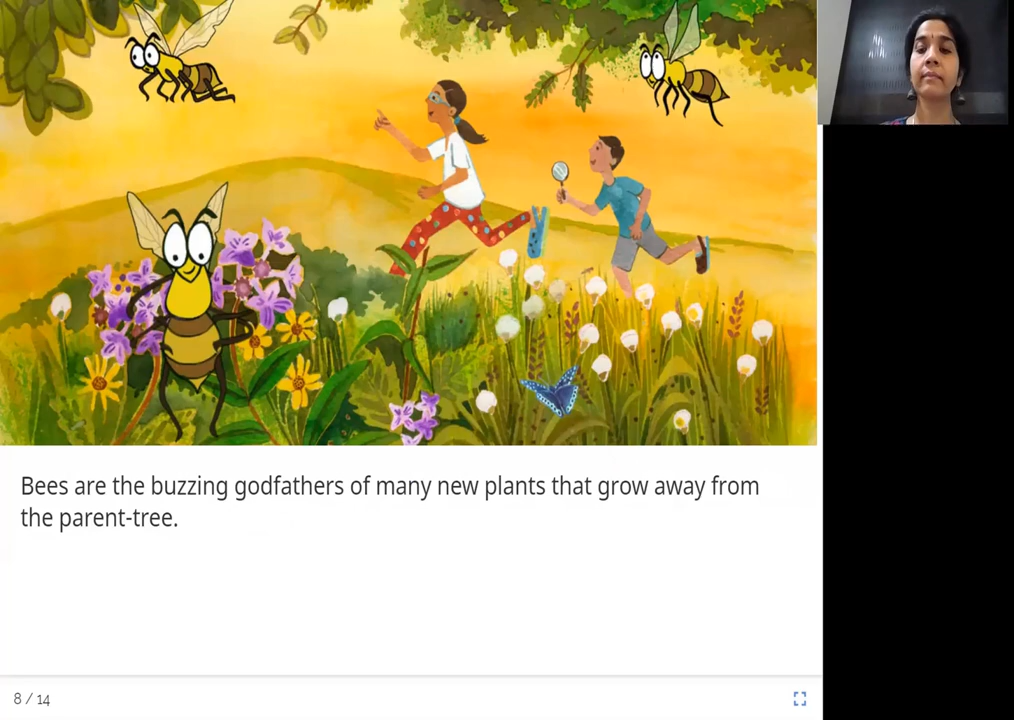 Bees are the buzzing godfathers of many new plants that grow away from
the parent-tree.
8 / 14